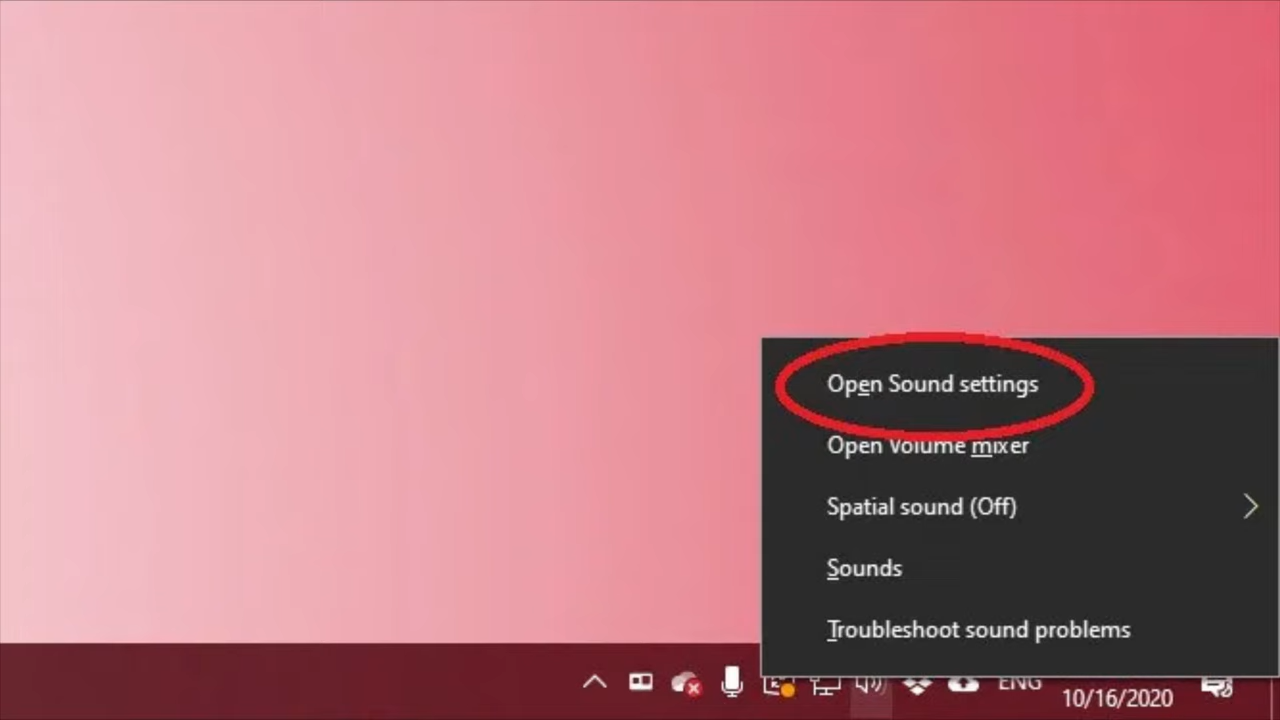 Open Sound settings
Open Volume mixer
Spatial sound (Off)
Sounds
Troubleshoot sound problems
ENG
10/16/2020